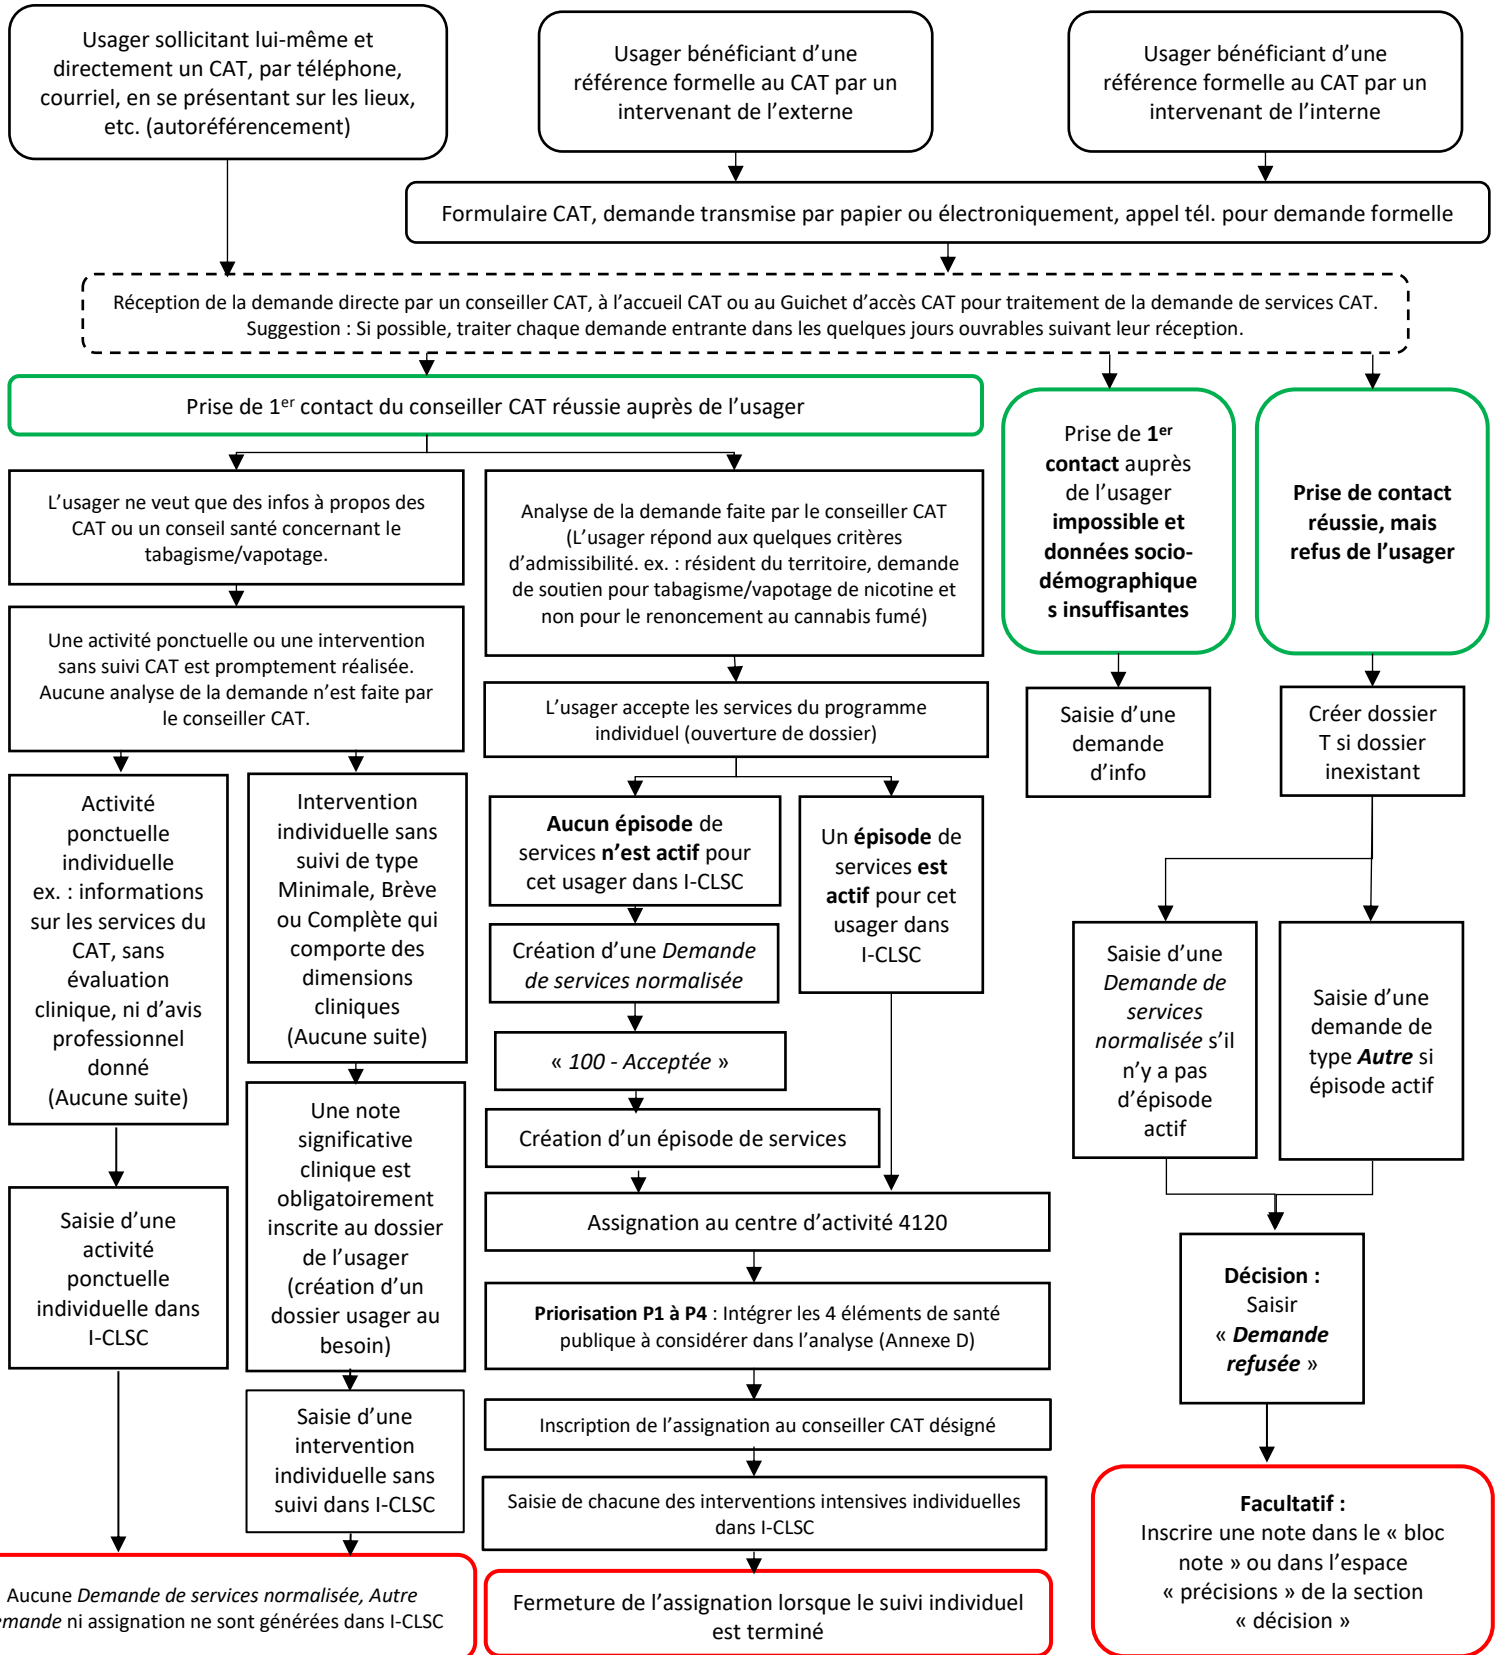 Usager sollicitant lui-même et
directement un CAT, par téléphone,
courriel, en se présentant sur les lieux,
etc. (autoréférencement)
Usager bénéficiant d’une
référence formelle au CAT par un
intervenant de l’externe
Usager bénéficiant d’une
référence formelle au CAT par un
intervenant de l’interne
Formulaire CAT, demande transmise par papier ou électroniquement, appel tél. pour demande formelle
Réception de la demande directe par un conseiller CAT, à l’accueil CAT ou au Guichet d’accès CAT pour traitement de la demande de services CAT.
Suggestion : Si possible, traiter chaque demande entrante dans les quelques jours ouvrables suivant leur réception.
Prise de 1er contact du conseiller CAT réussie auprès de l’usager
L’usager ne veut que des infos à propos des
CAT ou un conseil santé concernant le
tabagisme/vapotage.
Une activité ponctuelle ou une intervention
sans suivi CAT est promptement réalisée.
Aucune analyse de la demande n’est faite par
le conseiller CAT.
Activité
ponctuelle
individuelle
ex. : informations
sur les services du
CAT, sans
évaluation
clinique, ni d’avis
professionnel
donné
(Aucune suite)
Saisie d’une
activité
ponctuelle
individuelle dans
I-CLSC
Intervention
individuelle sans
suivi de type
Minimale, Brève
ou Complète qui
comporte des
dimensions
cliniques
(Aucune suite)
Une note
significative
clinique est
obligatoirement
inscrite au dossier
de l’usager
(création d’un
dossier usager au
besoin)
Saisie d’une
intervention
individuelle sans
suivi dans I-CLSC
Aucune Demande de services normalisée, Autre
emande ni assignation ne sont générées dans I-CLSC
Analyse de la demande faite par le conseiller CAT
(L’usager répond aux quelques critères
d’admissibilité. ex. : résident du territoire, demande
de soutien pour tabagisme/vapotage de nicotine et
non pour le renoncement au cannabis fumé)
L’usager accepte les services du programme
individuel (ouverture de dossier)
Aucun épisode de
services n’est actif pour
cet usager dans I-CLSC
Création d’une Demande
de services normalisée
« 100 - Acceptée »
Création d’un épisode de services
Un épisode de
services est
actif pour cet
usager dans
I-CLSC
Assignation au centre d’activité 4120
Priorisation P1 à P4 : Intégrer les 4 éléments de santé
publique à considérer dans l’analyse (Annexe D)
Inscription de l’assignation au conseiller CAT désigné
Saisie de chacune des interventions intensives individuelles
dans I-CLSC
Fermeture de l’assignation lorsque le suivi individuel
est terminé
Prise de 1er
contact auprès
de l’usager
impossible et
données socio-
démographique
s insuffisantes
Saisie d’une
demande
d’info
Prise de contact
réussie, mais
refus de l’usager
Créer dossier
T si dossier
inexistant
Saisie d’une
Demande de
services
normalisée s’il
n’y a pas
d’épisode
actif
Saisie d’une
demande de
type Autre si
épisode actif
Décision :
Saisir
« Demande
refusée »
Facultatif :
Inscrire une note dans le « bloc
note » ou dans l’espace
« précisions » de la section
« décision »